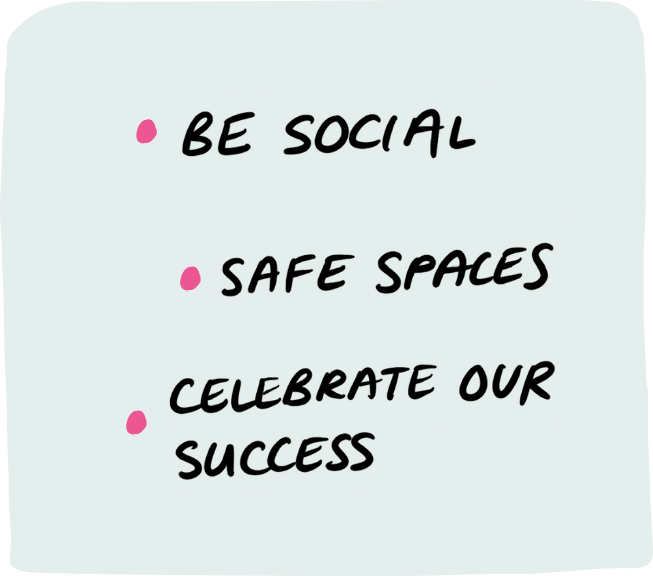 • BE SOCIAL
• SAFE SPACES
• CELEBRATE OUR
SUCCESS